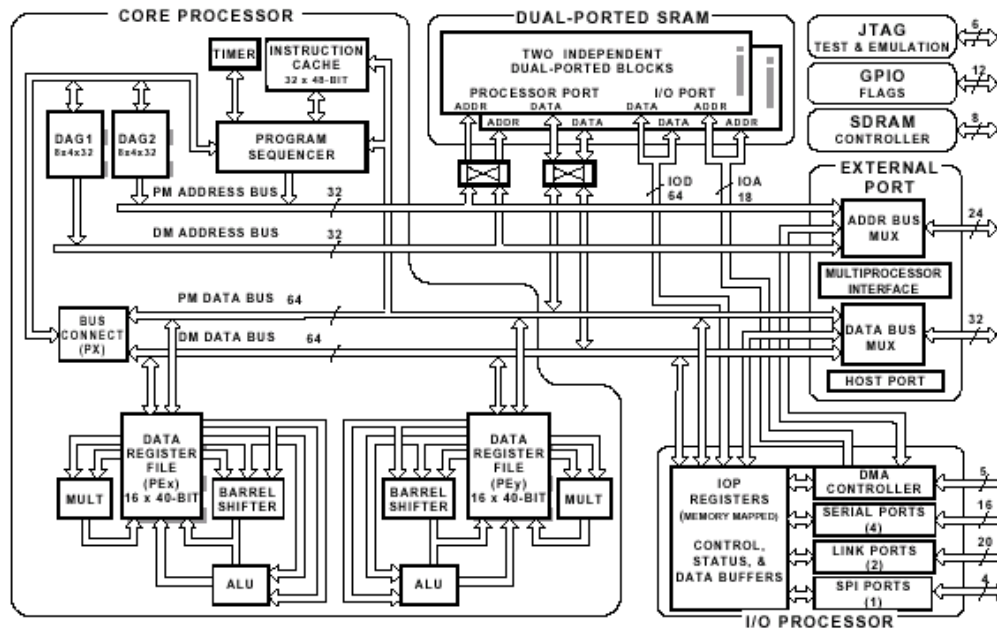 CORE PROCESSOR
TIMER
INSTRUCTION
CACHE
32 x 48-BIT
DAG1
8x4x32
DAG2
8x4x32
PROGRAM
SEQUENCER
PM ADDRESS BUS
32
DM ADDRESS BUS
32
PM DATA BUS
64
BUS
CONNECT
(PX)
DM DATA BUS
64
DATA
REGISTER
FILE
(PEx)
16 x 40-BIT
MULT
BARREL
SHIFTER
ALU
DATA
REGISTER
FILE
(PEy)
16 x 40-BIT
BARREL
SHIFTER
MULT
ALU
DUAL-PORTED SRAM
TWO INDEPENDENT
DUAL-PORTED BLOCKS
PROCESSOR PORT
I/O PORT
ADDR DATA DATA ADDR
ADDR DATA DATA ADDR
IOD
64
IOA
18
JTAG
TEST & EMULATION
6
GPIO
FLAGS
12
SDRAM
CONTROLLER
8
EXTERNAL
PORT
ADDR BUS
MUX
24
MULTIPROCESSOR
INTERFACE
DATA BUS
MUX
32
HOST PORT
IOP
REGISTERS
(MEMORY MAPPED)
CONTROL,
STATUS, &
DATA BUFFERS
DMA
CONTROLLER
5
SERIAL PORTS
(4)
16
LINK PORTS
(2)
20
SPI PORTS
(1)
4
I/O PROCESSOR